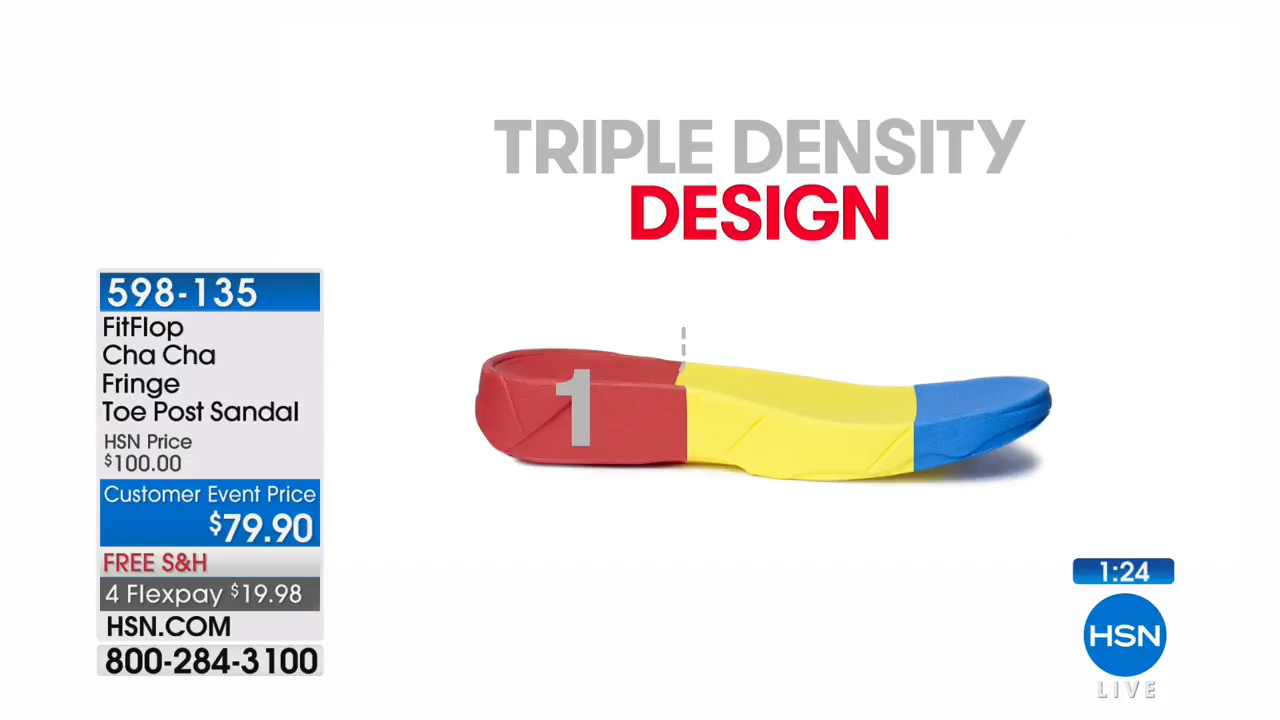 TRIPLE DENSITY
DESIGN
1
598-135
FitFlop
Cha Cha
Fringe
Toe Post Sandal
HSN Price
$100.00
Customer Event Price
$79.90
FREE S&H
4 Flexpay $19.98
HSN.COM
800-284-3100
1:24
HSN
LIVE